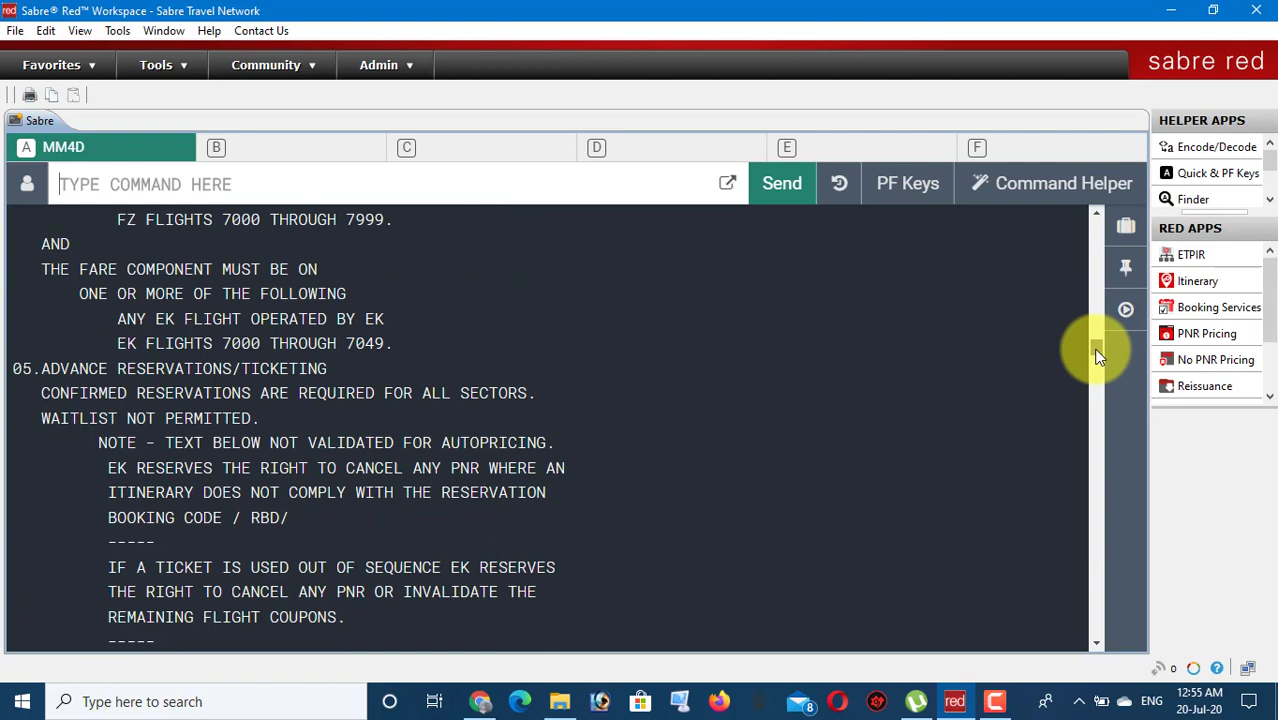 red Sabre® Red™ Workspace - Sabre Travel Network
File Edit View Tools Window Help Contact Us
Favorites Tools Community Admin sabre red
Sabre
A MM4D B C D E F
TYPE COMMAND HERE Send PF Keys Command Helper
FZ FLIGHTS 7000 THROUGH 7999.
AND
THE FARE COMPONENT MUST BE ON
ONE OR MORE OF THE FOLLOWING
ANY EK FLIGHT OPERATED BY EK
EK FLIGHTS 7000 THROUGH 7049.
05.ADVANCE RESERVATIONS/TICKETING
CONFIRMED RESERVATIONS ARE REQUIRED FOR ALL SECTORS.
WAITLIST NOT PERMITTED.
NOTE - TEXT BELOW NOT VALIDATED FOR AUTOPRICING.
EK RESERVES THE RIGHT TO CANCEL ANY PNR WHERE AN
ITINERARY DOES NOT COMPLY WITH THE RESERVATION
BOOKING CODE / RBD/
-----
IF A TICKET IS USED OUT OF SEQUENCE EK RESERVES
THE RIGHT TO CANCEL ANY PNR OR INVALIDATE THE
REMAINING FLIGHT COUPONS.
-----
HELPER APPS
Encode/Decode
A Quick & PF Keys
Finder
RED APPS
ETPIR
Itinerary
Booking Services
PNR Pricing
No PNR Pricing
Reissuance
0
Type here to search
8
red
ENG
12:55 AM
20-Jul-20